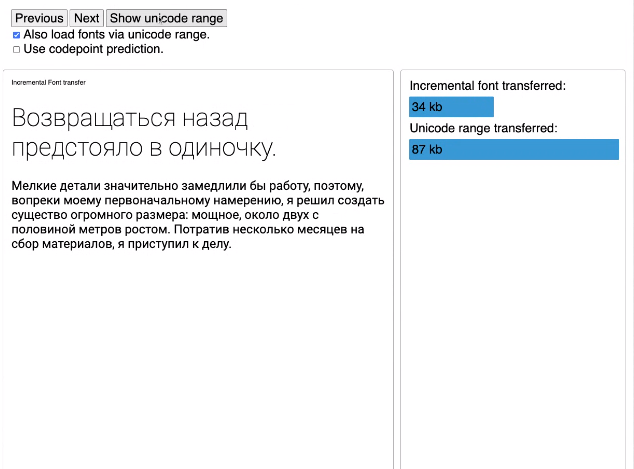 Previous Next Show unicode range
Also load fonts via unicode range.
Use codepoint prediction.
Incremental Font transfer
Возвращаться назад
предстояло в одиночку.
Мелкие детали значительно замедлили бы работу, поэтому,
вопреки моему первоначальному намерению, я решил создать
существо огромного размера: мощное, около двух с
половиной метров ростом. Потратив несколько месяцев на
сбор материалов, я приступил к делу.
Incremental font transferred:
34 kb
Unicode range transferred:
87 kb